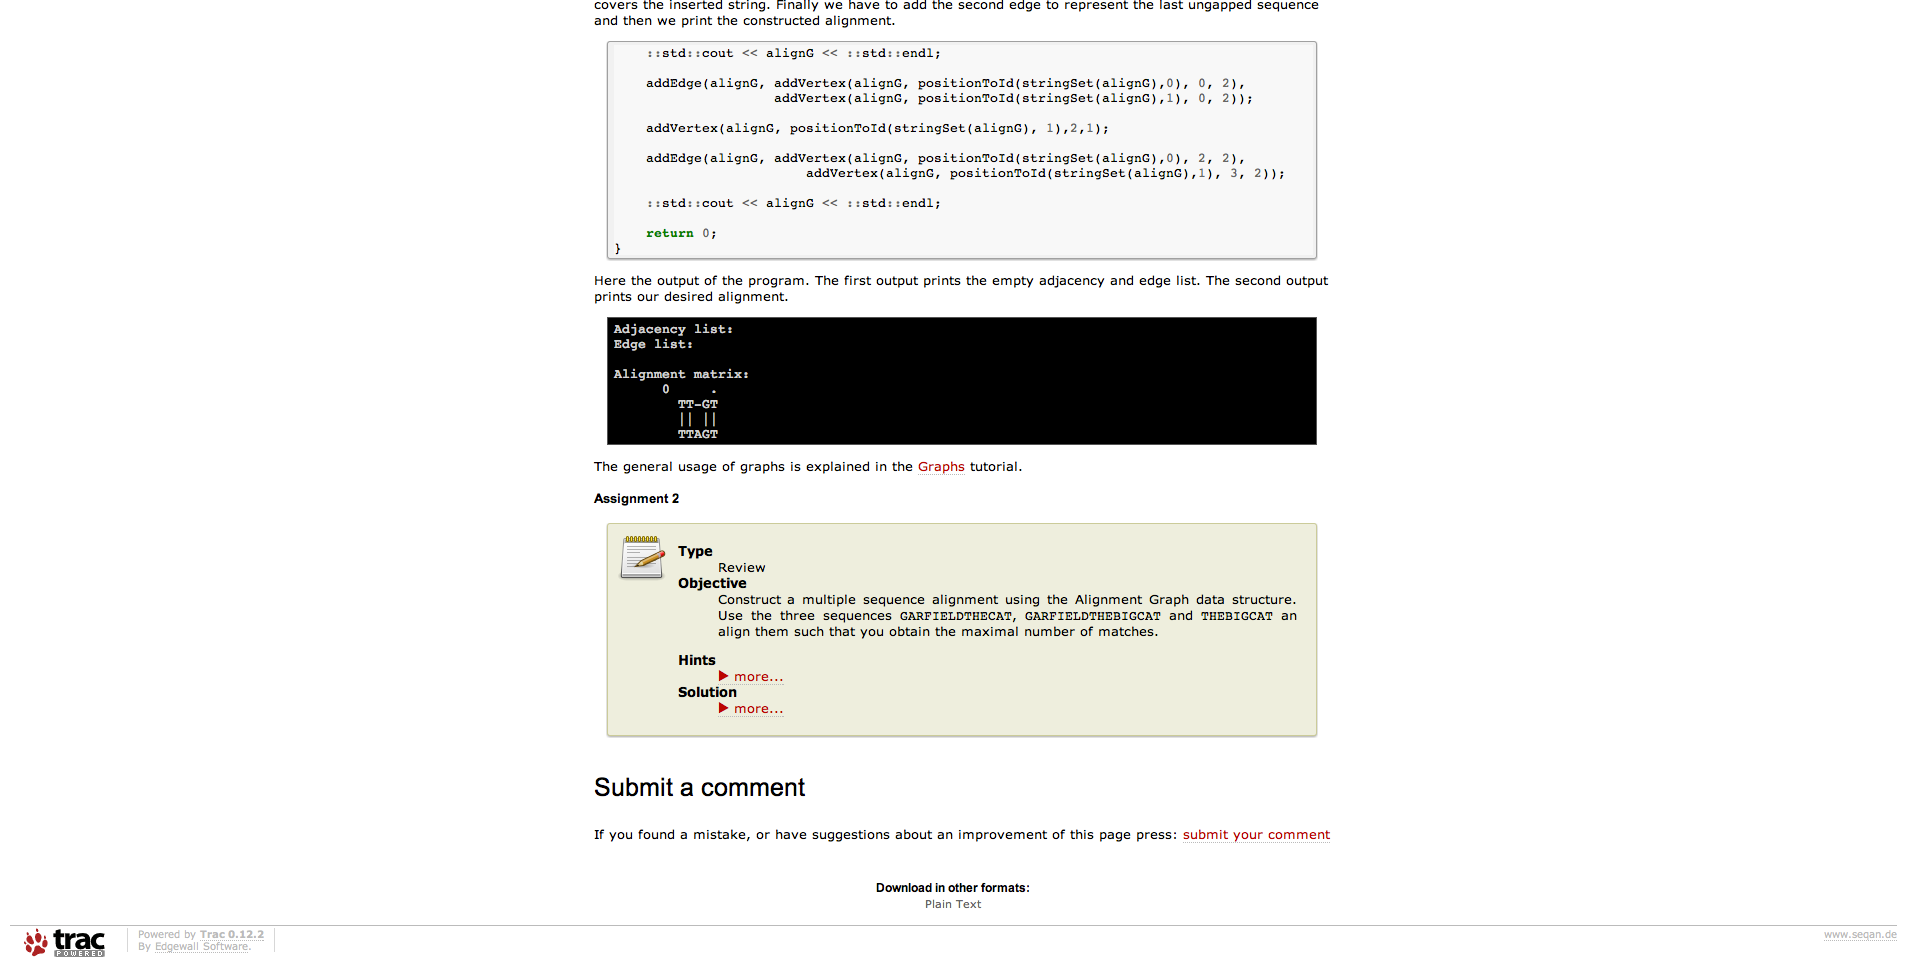 covers the inserted string. Finally we have to add the second edge to represent the last ungapped sequence
and then we print the constructed alignment.
::std::cout << alignG << ::std::endl;
addEdge(alignG, addVertex(alignG, positionToId(stringSet(alignG),0), 0, 2),
addVertex(alignG, positionToId(stringSet(alignG),1), 0, 2));
addVertex(alignG, positionToId(stringSet(alignG), 1),2,1);
addEdge(alignG, addVertex(alignG, positionToId(stringSet(alignG),0), 2, 2),
addVertex(alignG, positionToId(stringSet(alignG),1), 3, 2));
::std::cout << alignG << ::std::endl;
return 0;
}
Here the output of the program. The first output prints the empty adjacency and edge list. The second output
prints our desired alignment.
Adjacency list:
Edge list:
Alignment matrix:
0     .
TT-GT
|| ||
TTAGT
The general usage of graphs is explained in the Graphs tutorial.
Assignment 2
Type
Review
Objective
Construct a multiple sequence alignment using the Alignment Graph data structure.
Use the three sequences GARFIELDTHECAT, GARFIELDTHEBIGCAT and THEBIGCAT an
align them such that you obtain the maximal number of matches.
Hints
▶ more...
Solution
▶ more...
Submit a comment
If you found a mistake, or have suggestions about an improvement of this page press: submit your comment
Download in other formats:
Plain Text
trac
POWERED
Powered by Trac 0.12.2
By Edgewall Software.
www.seqan.de